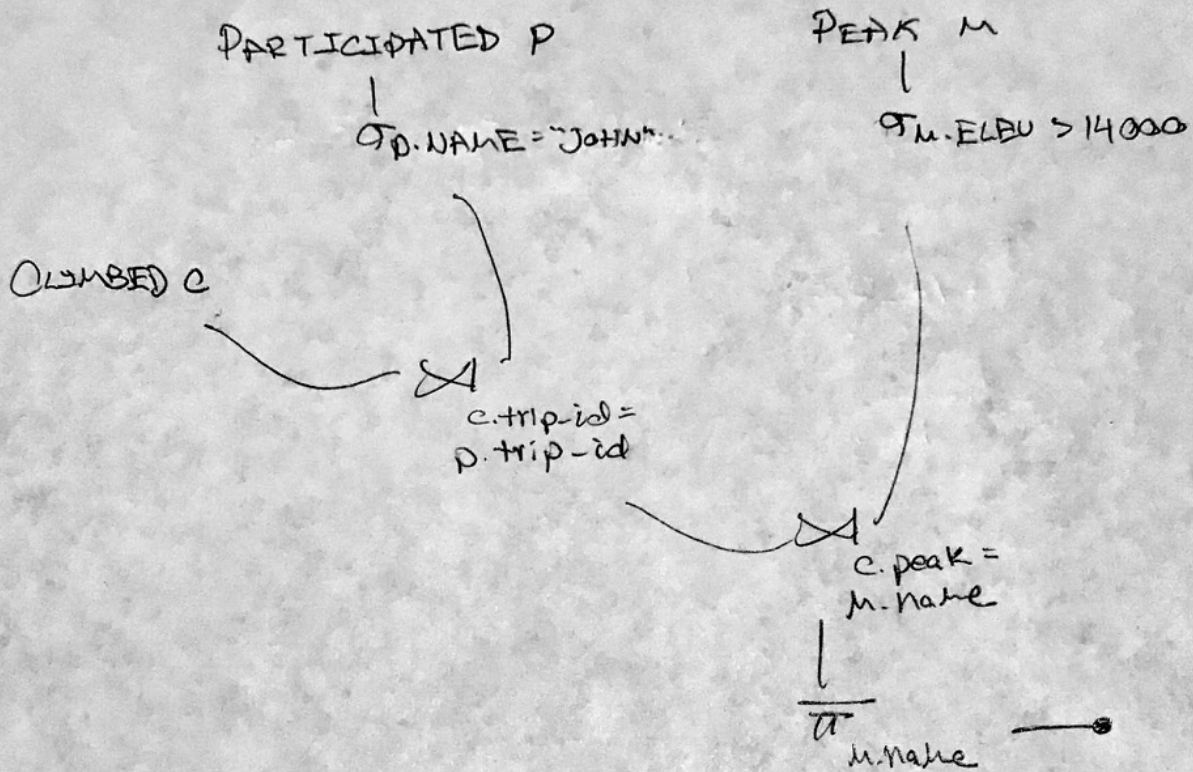 PARTICIPATED P
PEAK M
σP.NAME="JOHN"
σM.ELEV > 14000
CLIMBED C
⋈
c.trip-id=
p.trip-id
⋈
c.peak =
M.name
π
M.name